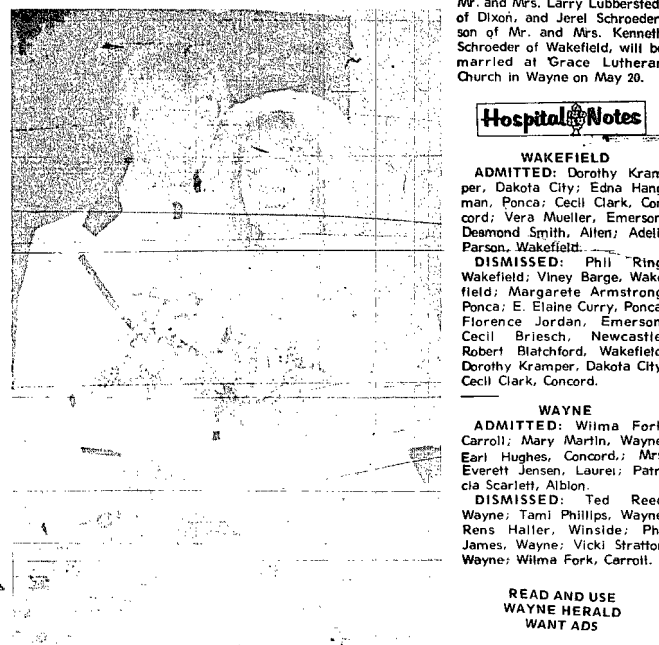 Mr. and Mrs. Larry Lubberstedt
of Dixon, and Jerel Schroeder
son of Mr. and Mrs. Kenneth
Schroeder of Wakefield, will be
married at Grace Lutheran
Church in Wayne on May 20.
Hospital Notes
WAKEFIELD
ADMITTED: Dorothy Kram
per, Dakota City; Edna Hang
man, Ponca; Cecil Clark, Con
cord; Vera Mueller, Emerson
Desmond Smith, Allen; Adeli
Parson, Wakefield.
DISMISSED: Phil Ring
Wakefield; Viney Barge, Wake
field; Margarete Armstrong
Ponca; E. Elaine Curry, Ponca
Florence Jordan, Emerson
Cecil Briesch, Newcastle
Robert Blatchford, Wakefield
Dorothy Kramper, Dakota City
Cecil Clark, Concord.
WAYNE
ADMITTED: Wilma Fork
Carroll; Mary Martin, Wayne
Earl Hughes, Concord,; Mrs
Everett Jensen, Laurel; Patri
cia Scarlett, Albion.
DISMISSED: Ted Reed
Wayne; Tami Phillips, Wayne
Rens Haller, Winside; Phi
James, Wayne; Vicki Stratton
Wayne; Wilma Fork, Carroll.
READ AND USE
WAYNE HERALD
WANT ADS